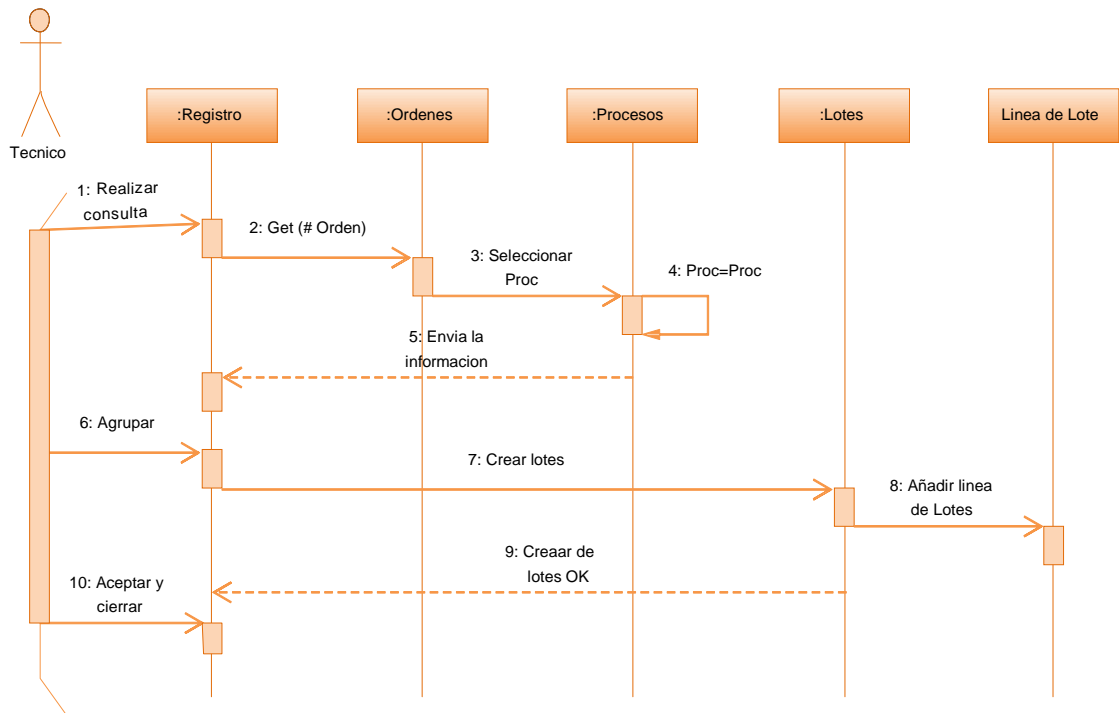 Tecnico
:Registro
:Ordenes
:Procesos
:Lotes
Linea de Lote
1: Realizar
consulta
2: Get (# Orden)
3: Seleccionar
Proc
4: Proc=Proc
5: Envia la
informacion
6: Agrupar
7: Crear lotes
8: Añadir linea
de Lotes
9: Creaar de
lotes OK
10: Aceptar y
cierrar